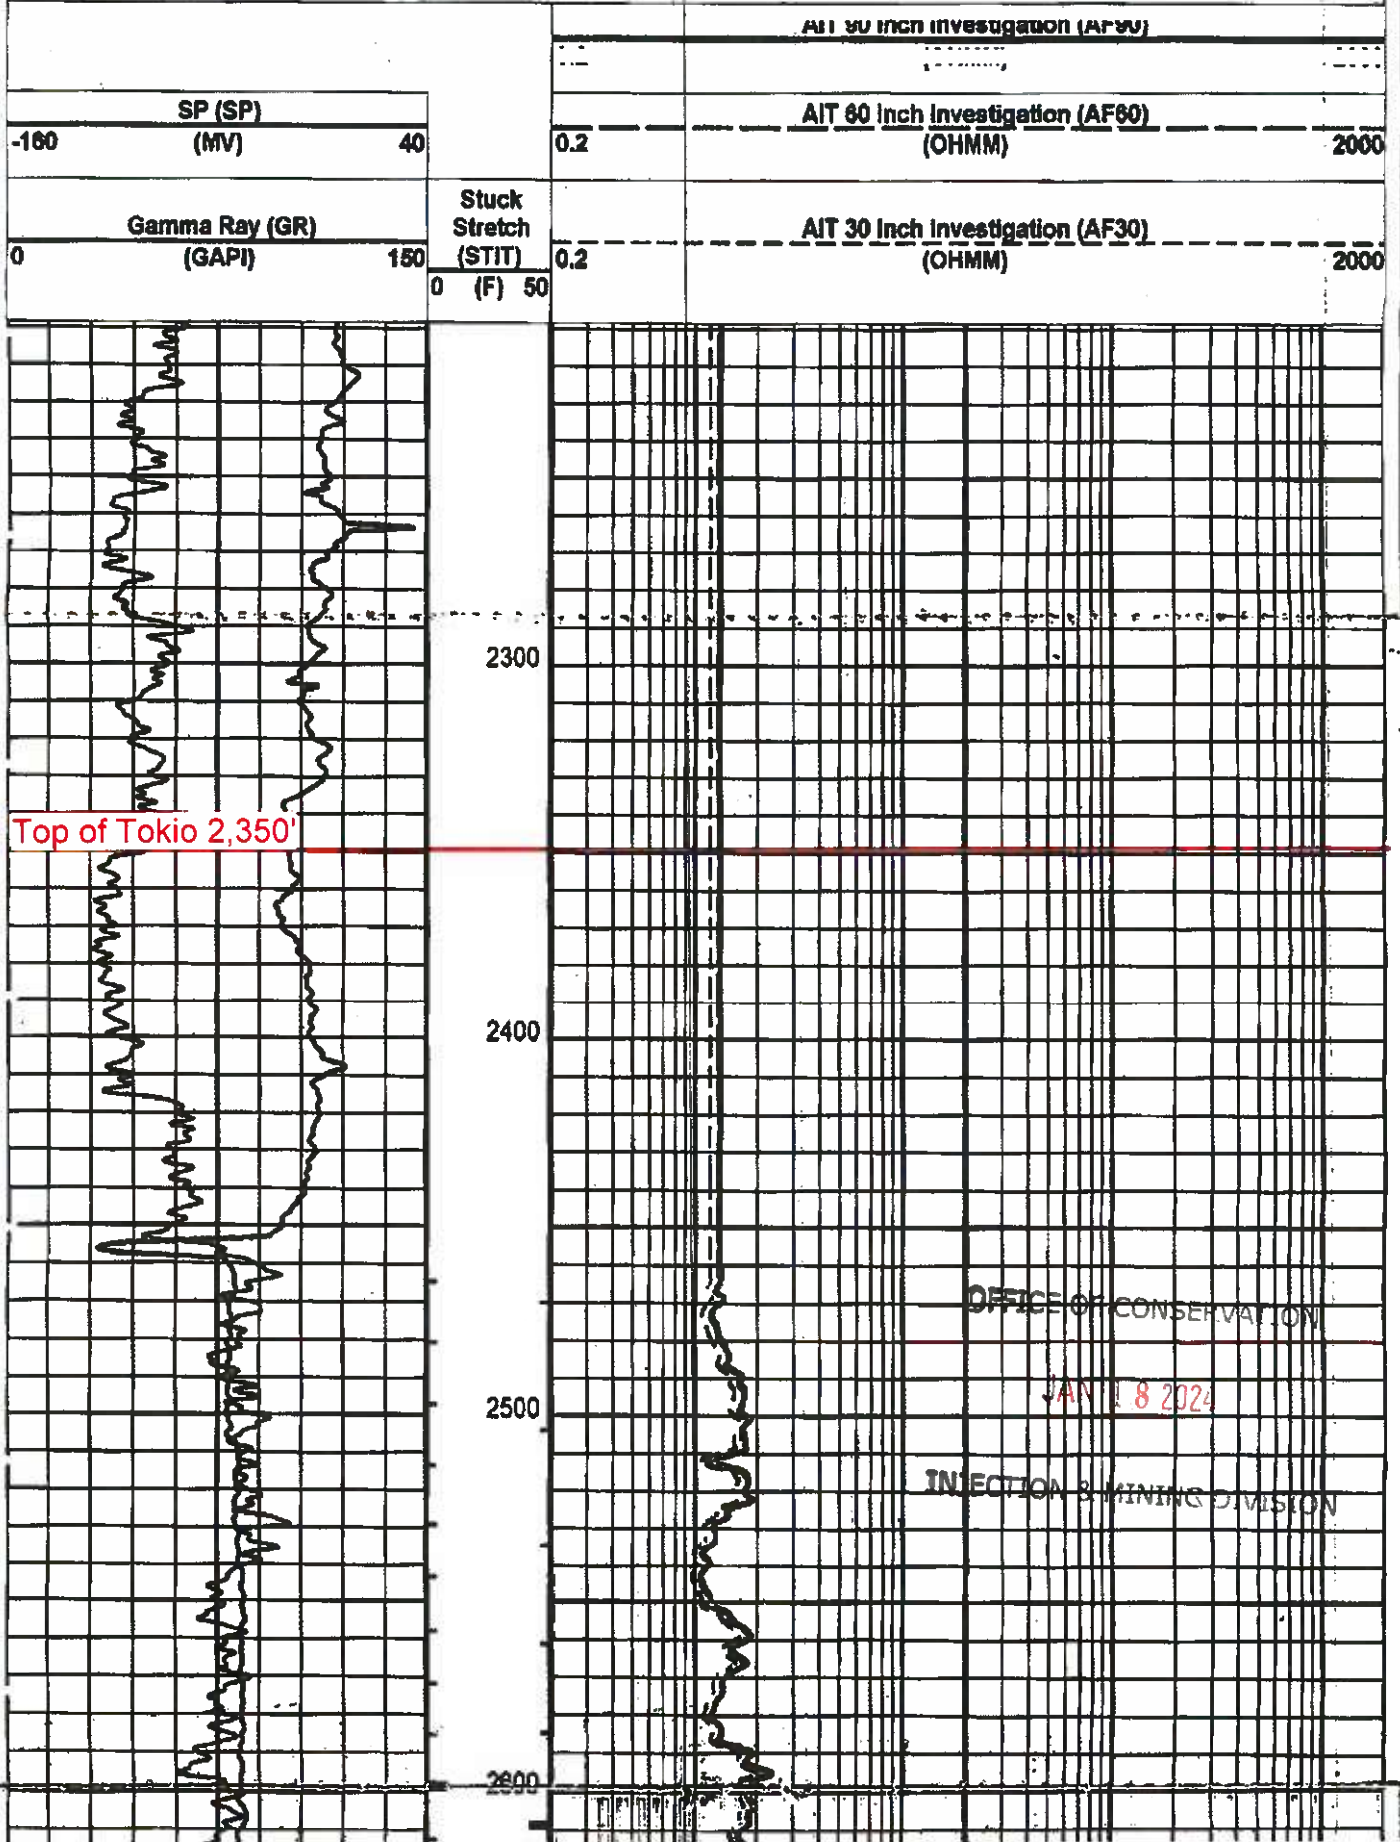 AIT 90 Inch Investigation (AF90)
SP (SP)
-160 (MV) 40
AIT 60 Inch Investigation (AF60)
0.2 (OHMM) 2000
Gamma Ray (GR)
0 (GAPI) 150
Stuck
Stretch
(STIT)
0 (F) 50
AIT 30 Inch Investigation (AF30)
0.2 (OHMM) 2000
2300
Top of Tokio 2,350'
2400
OFFICE OF CONSERVATION
JAN 18 2024
2500
INJECTION & MINING DIVISION
2600